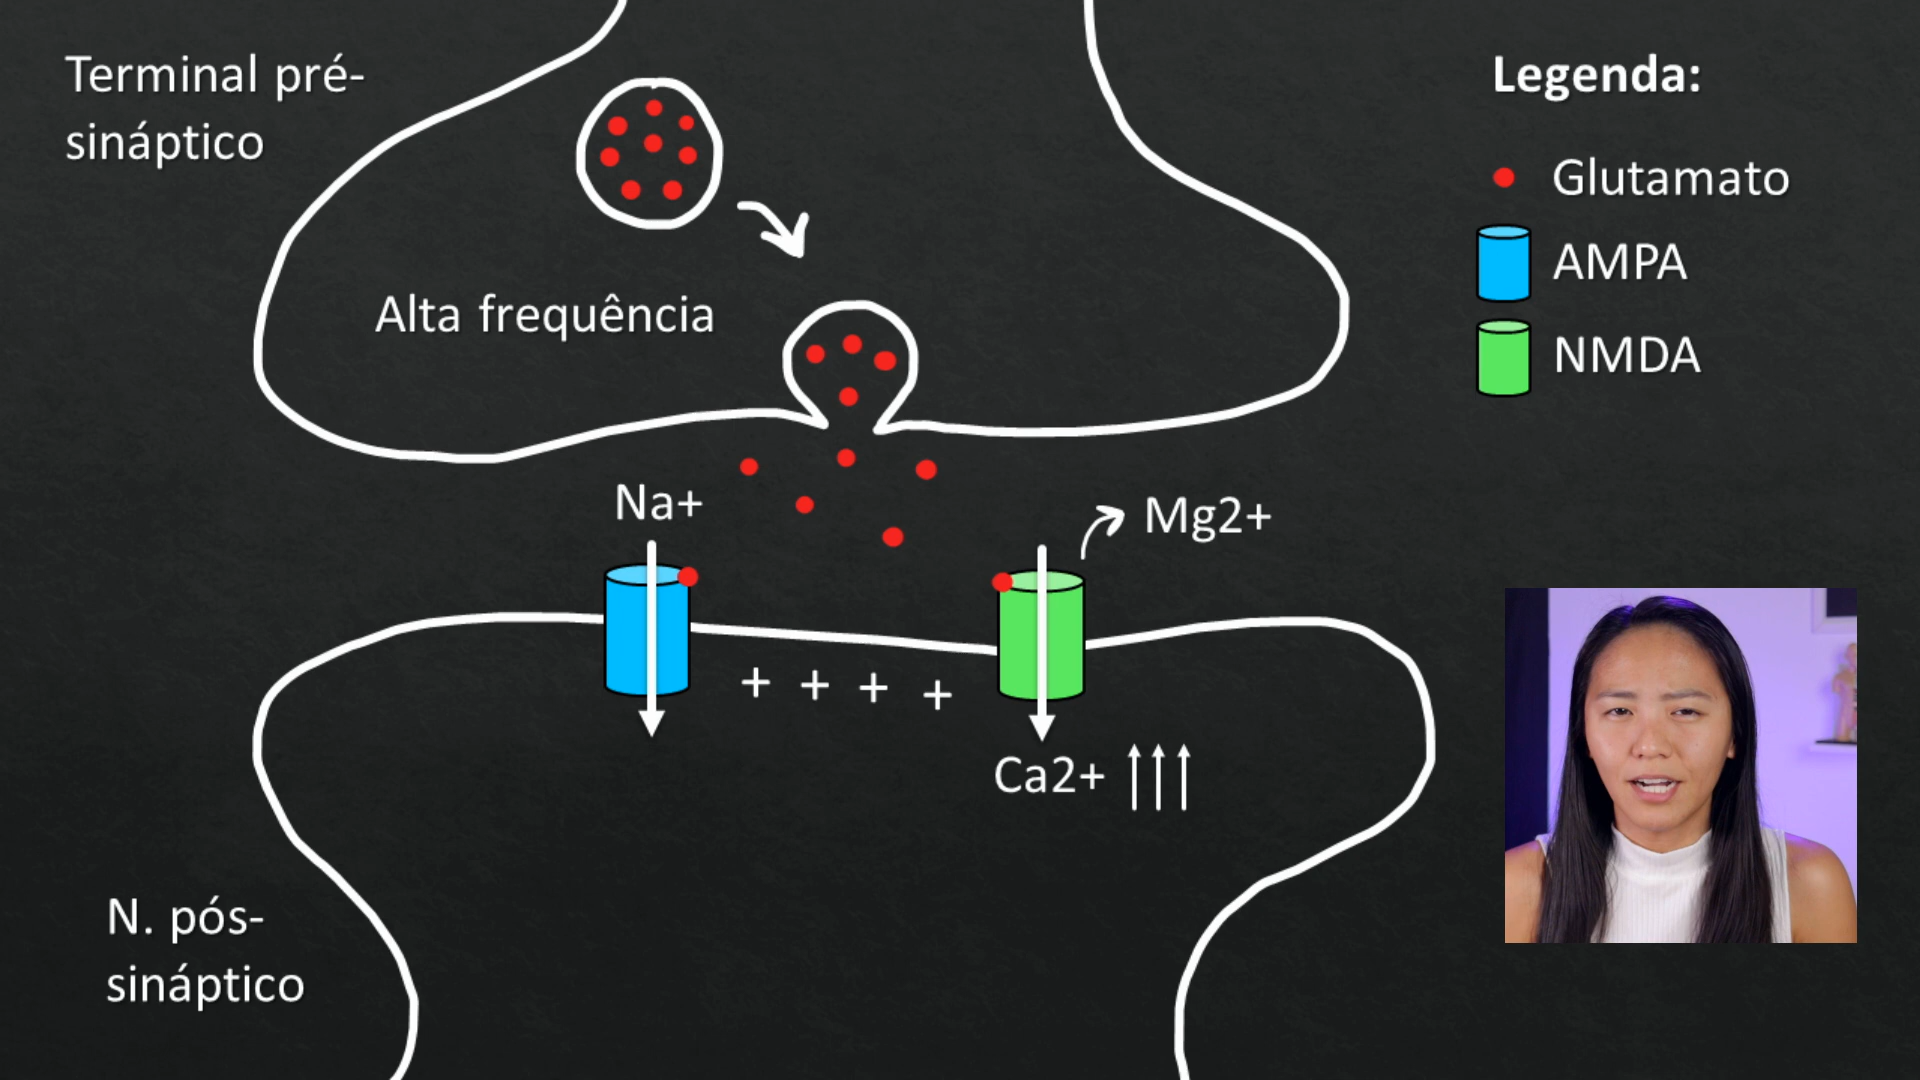 Terminal pré-
sináptico
Legenda:
Glutamato
AMPA
NMDA
Alta frequência
Na+
Mg2+
+ + + +
Ca2+
N. pós-
sináptico